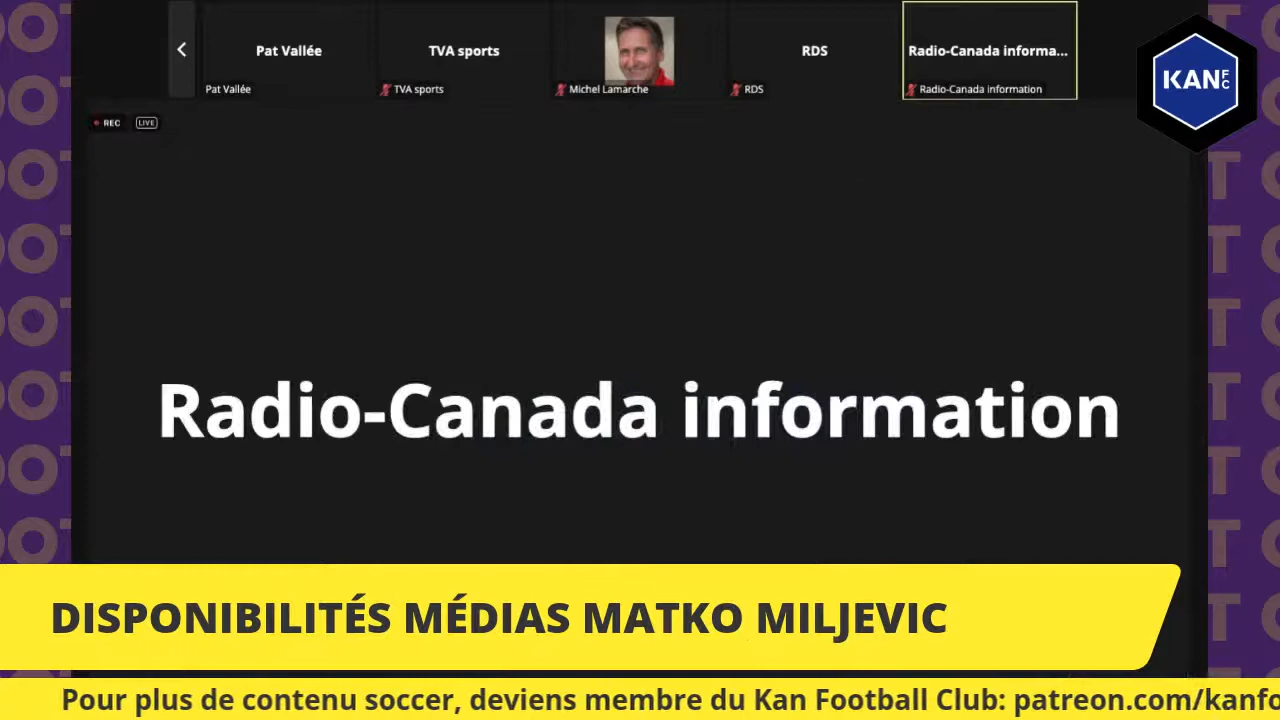 Pat Vallée
TVA sports
RDS
Radio-Canada informa...
Pat Vallée
TVA sports
Michel Lamarche
RDS
Radio-Canada information
KAN FC
REC
LIVE
Radio-Canada information
DISPONIBILITÉS MÉDIAS MATKO MILJEVIC
Pour plus de contenu soccer, deviens membre du Kan Football Club: patreon.com/kanfo